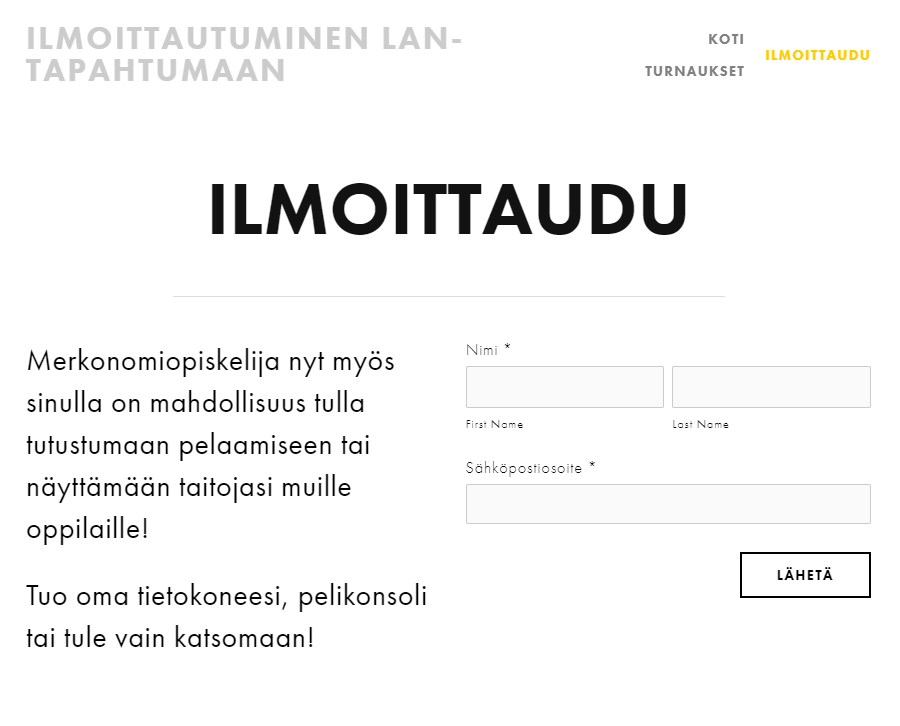 ILMOITTAUTUMINEN LAN-
TAPAHTUMAAN
KOTI
ILMOITTAUDU
TURNAUKSET
ILMOITTAUDU
Merkonomiopiskelija nyt myös
sinulla on mahdollisuus tulla
tutustumaan pelaamiseen tai
näyttämään taitojasi muille
oppilaille!
Tuo oma tietokoneesi, pelikonsoli
tai tule vain katsomaan!
Nimi *
First Name
Last Name
Sähköpostiosoite *
LÄHETÄ